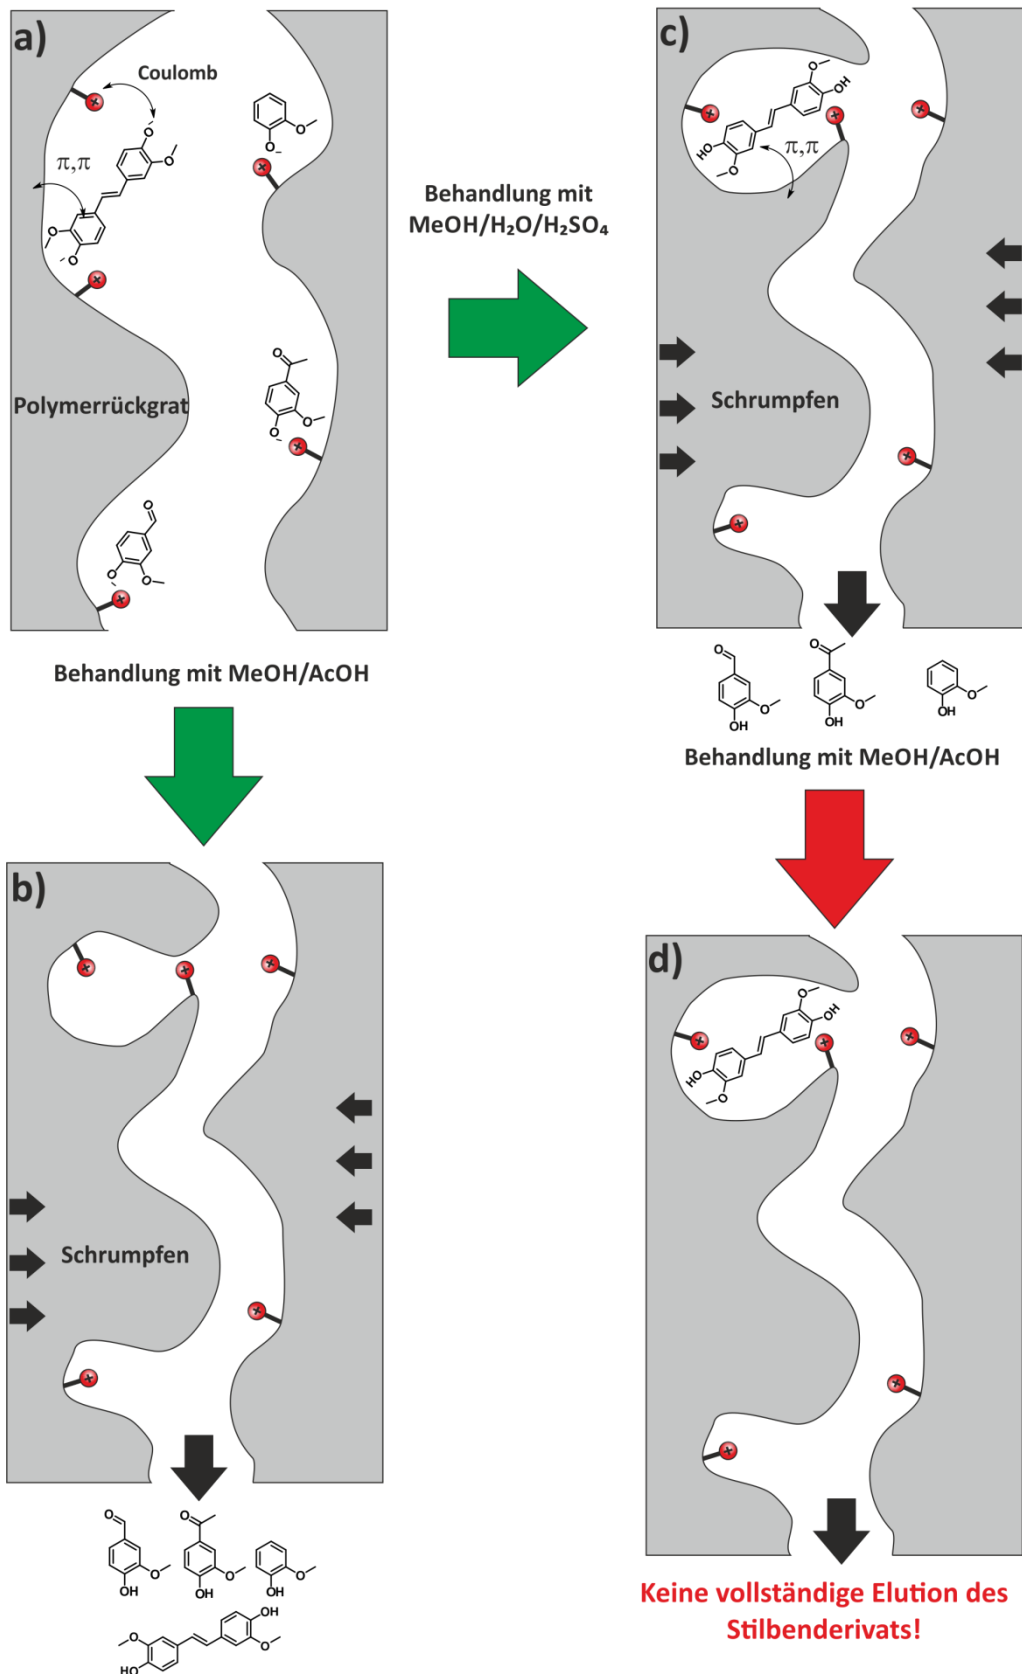 a)
Coulomb
π,π
Polymerrückgrat
Behandlung mit
MeOH/H₂O/H₂SO₄
c)
π,π
Schrumpfen
Behandlung mit MeOH/AcOH
Behandlung mit MeOH/AcOH
b)
Schrumpfen
d)
Keine vollständige Elution des
Stilbenderivats!